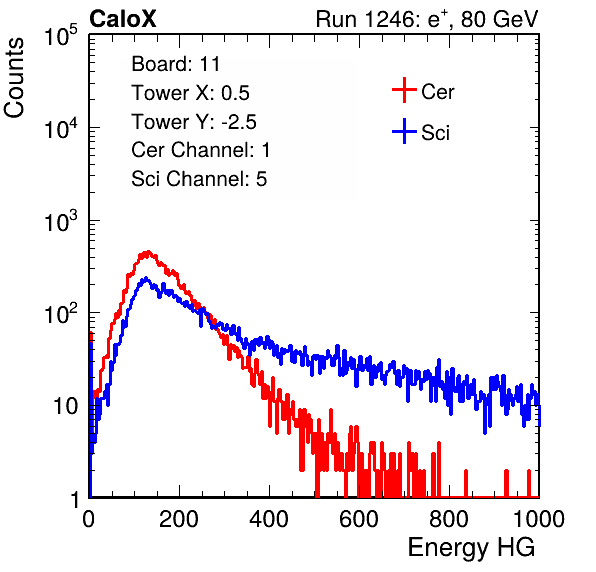 CaloX Run 1246: e⁺, 80 GeV
Counts
Board: 11
Tower X: 0.5
Tower Y: -2.5
Cer Channel: 1
Sci Channel: 5
Cer
Sci
10⁵
10⁴
10³
10²
10
1
0 200 400 600 800 1000
Energy HG